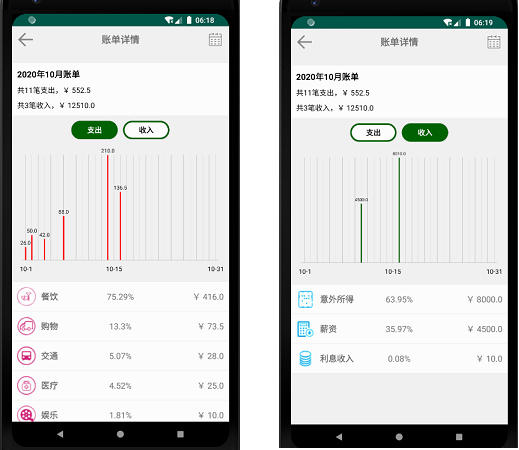 06:18
账单详情
2020年10月账单
共11笔支出，￥ 552.5
共3笔收入，￥ 12510.0
支出
收入
210.0
136.5
88.0
50.0
42.0
26.0
10-1
10-15
10-31
餐饮 75.29% ￥ 416.0
购物 13.3% ￥ 73.5
交通 5.07% ￥ 28.0
医疗 4.52% ￥ 25.0
娱乐 1.81% ￥ 10.0
06:19
账单详情
2020年10月账单
共11笔支出，￥ 552.5
共3笔收入，￥ 12510.0
支出
收入
8010.0
4500.0
10-1
10-15
10-31
意外所得 63.95% ￥ 8000.0
薪资 35.97% ￥ 4500.0
利息收入 0.08% ￥ 10.0